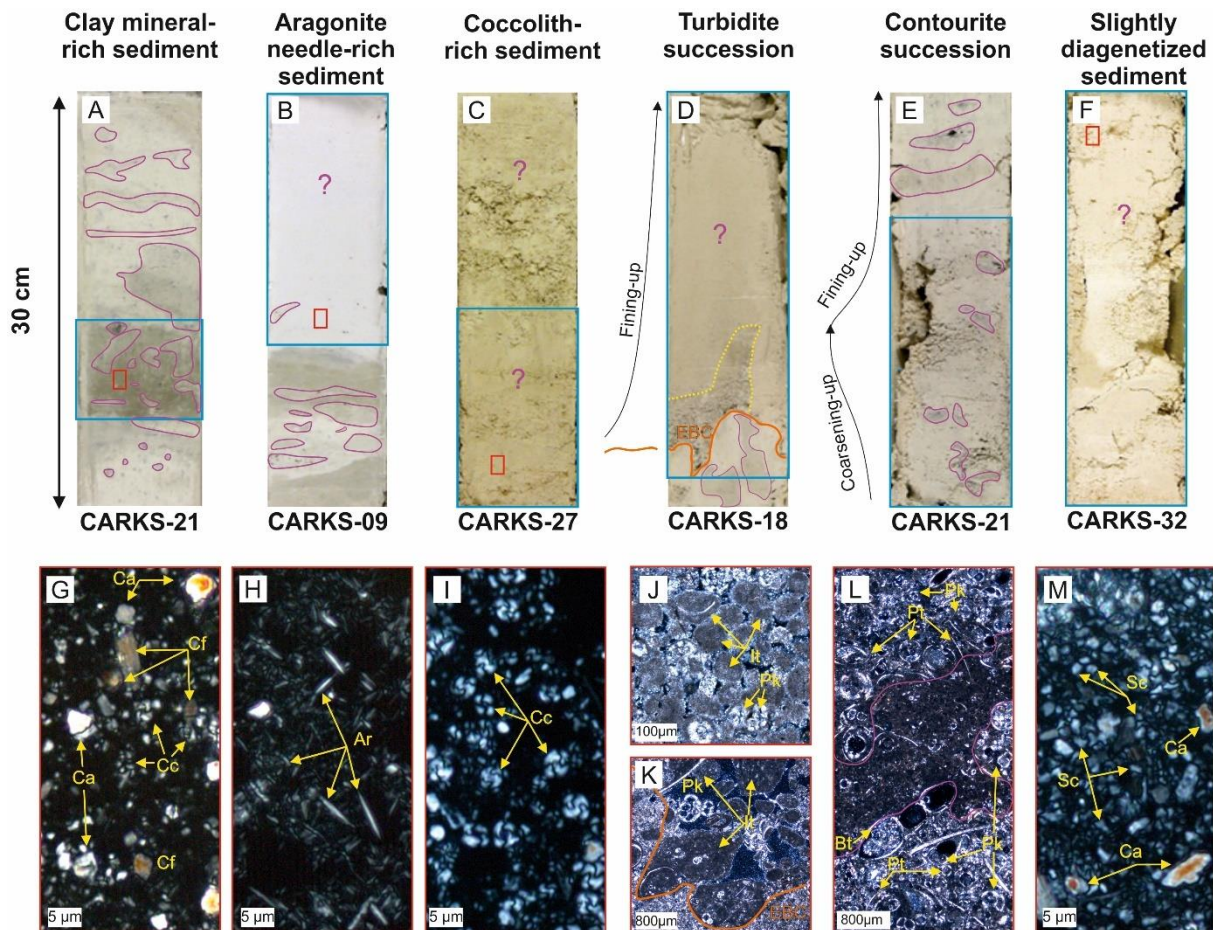 Clay mineral-
rich sediment
Aragonite
needle-rich
sediment
Coccolith-
rich sediment
Turbidite
succession
Contourite
succession
Slightly
diagenetized
sediment
30 cm
A
B
?
C
?
?
Fining-up
D
?
EBC
Fining-up
Coarsening-up
E
F
?
CARKS-21
CARKS-09
CARKS-27
CARKS-18
CARKS-21
CARKS-32
G
Ca
Cf
Cc
Ca
Cf
5 µm
H
Ar
5 µm
I
Cc
5 µm
J
It
Pk
100µm
K
Pk
It
800µm
EBC
L
Pk
Pt
Bt
Pk
Pt
800µm
M
Sc
Ca
Sc
Ca
5 µm